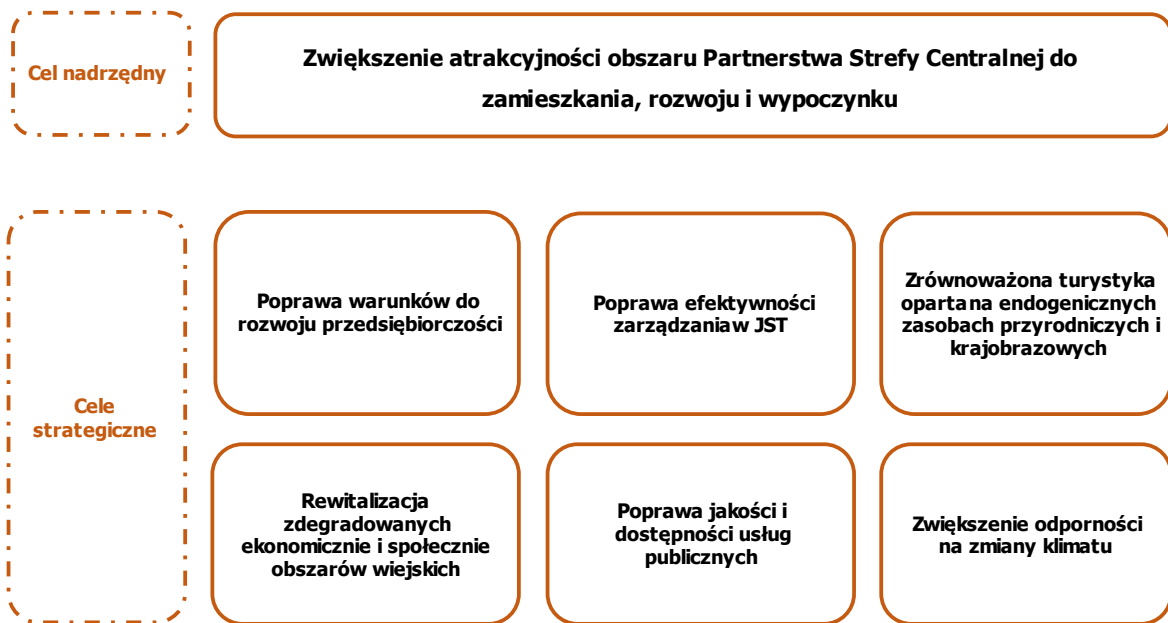 Cel nadrzędny
Zwiększenie atrakcyjności obszaru Partnerstwa Strefy Centralnej do
zamieszkania, rozwoju i wypoczynku
Cele
strategiczne
Poprawa warunków do
rozwoju przedsiębiorczości
Poprawa efektywności
zarządzaniaw JST
Zrównoważona turystyka
opartana endogenicznych
zasobach przyrodniczych i
krajobrazowych
Rewitalizacja
zdegradowanych
ekonomicznie i społecznie
obszarów wiejskich
Poprawa jakości i
dostępności usług
publicznych
Zwiększenie odporności
na zmiany klimatu